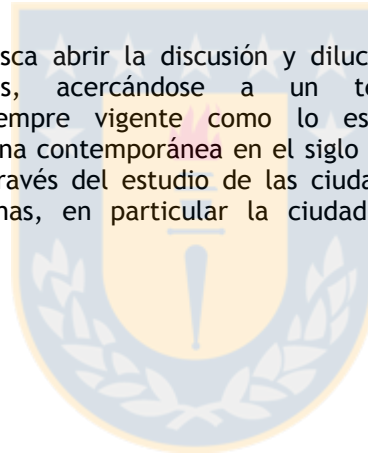 sca abrir la discusión y diluc
s, acercándose a un t
empre vigente como lo es
na contemporánea en el siglo
ravés del estudio de las ciuda
nas, en particular la ciudad